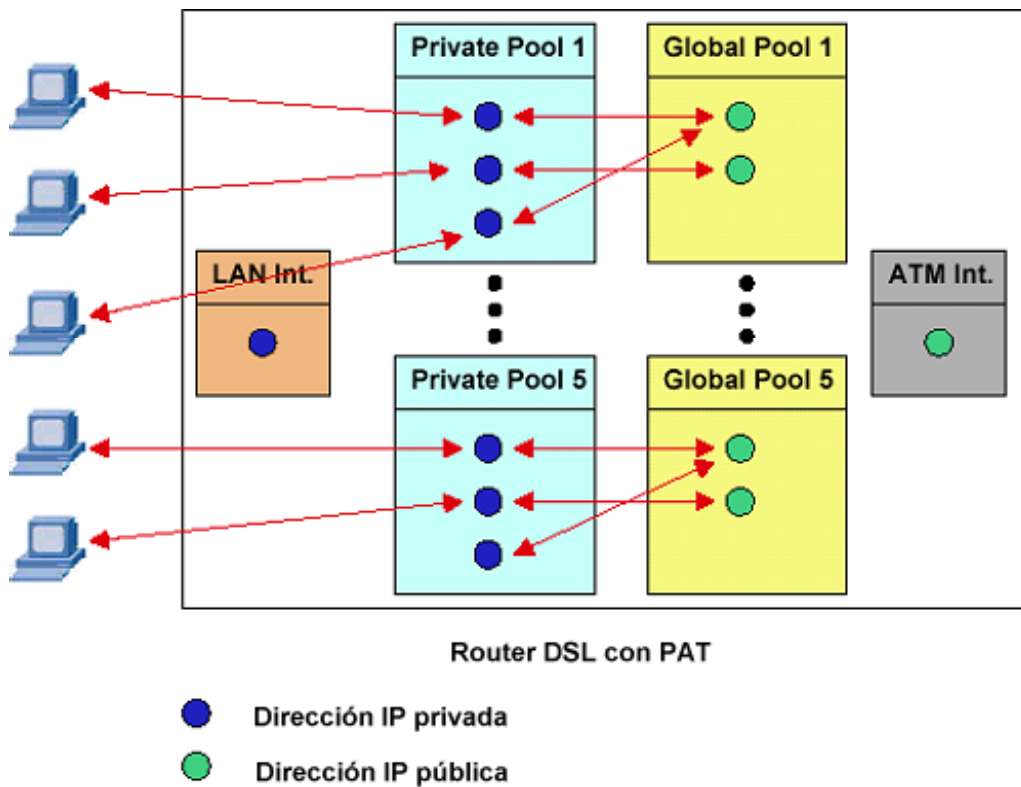 Private Pool 1
Global Pool 1
LAN Int.
ATM Int.
Private Pool 5
Global Pool 5
Router DSL con PAT
Dirección IP privada
Dirección IP pública